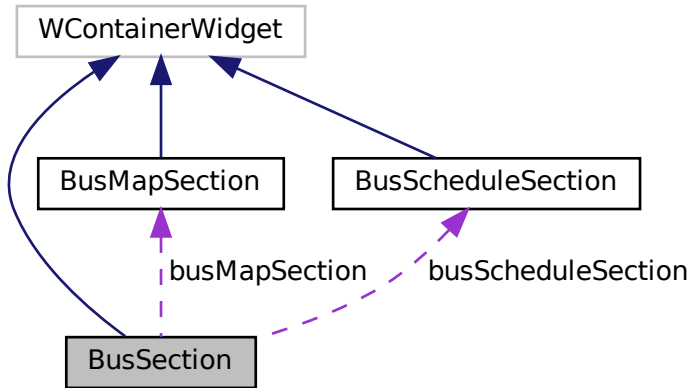 WContainerWidget
BusMapSection
BusScheduleSection
busMapSection
busScheduleSection
BusSection